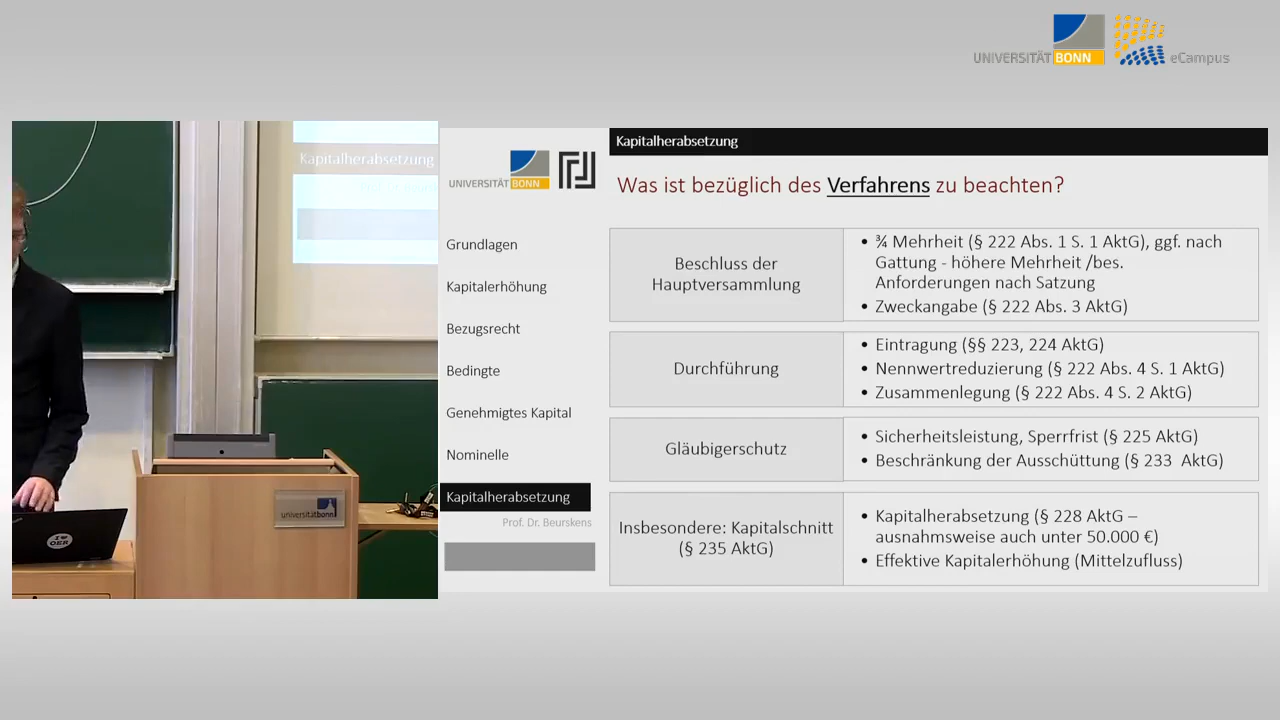 UNIVERSITÄT BONN
eCampus
Kapitalherabsetzung
universitätbonn
I ♥
OER
UNIVERSITÄT BONN
Grundlagen
Kapitalerhöhung
Bezugsrecht
Bedingte
Genehmigtes Kapital
Nominelle
Kapitalherabsetzung
Prof. Dr. Beurskens
Kapitalherabsetzung
Was ist bezüglich des Verfahrens zu beachten?
Beschluss der
Hauptversammlung
• ¾ Mehrheit (§ 222 Abs. 1 S. 1 AktG), ggf. nach
Gattung - höhere Mehrheit /bes.
Anforderungen nach Satzung
• Zweckangabe (§ 222 Abs. 3 AktG)
Durchführung
• Eintragung (§§ 223, 224 AktG)
• Nennwertreduzierung (§ 222 Abs. 4 S. 1 AktG)
• Zusammenlegung (§ 222 Abs. 4 S. 2 AktG)
Gläubigerschutz
• Sicherheitsleistung, Sperrfrist (§ 225 AktG)
• Beschränkung der Ausschüttung (§ 233 AktG)
Insbesondere: Kapitalschnitt
(§ 235 AktG)
• Kapitalherabsetzung (§ 228 AktG –
ausnahmsweise auch unter 50.000 €)
• Effektive Kapitalerhöhung (Mittelzufluss)